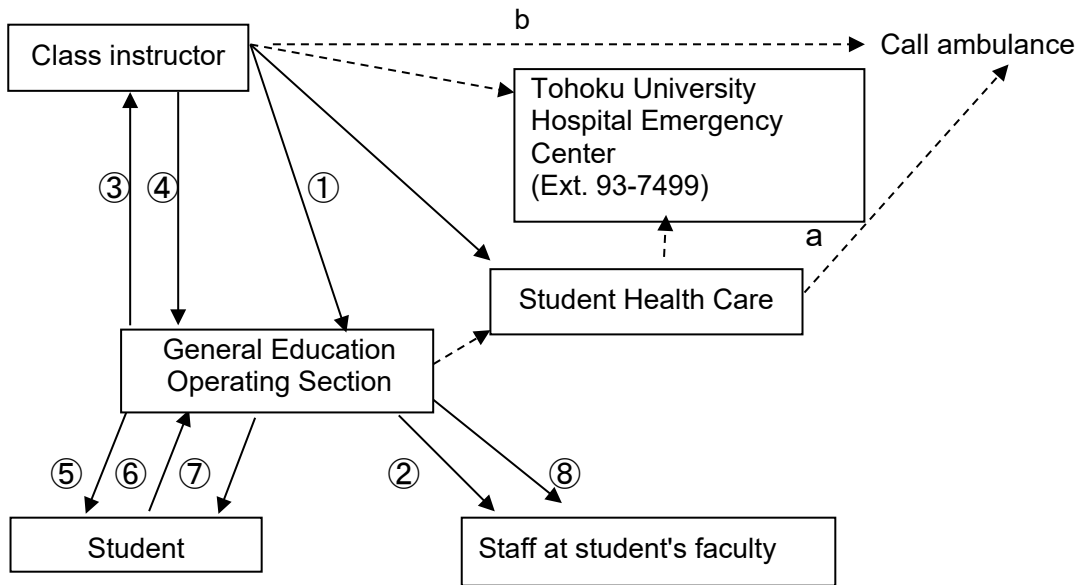 b
Class instructor
Call ambulance
Tohoku University
Hospital Emergency
Center
(Ext. 93-7499)
③
④
①
a
Student Health Care
General Education
Operating Section
⑤
⑥
⑦
②
⑧
Student
Staff at student's faculty